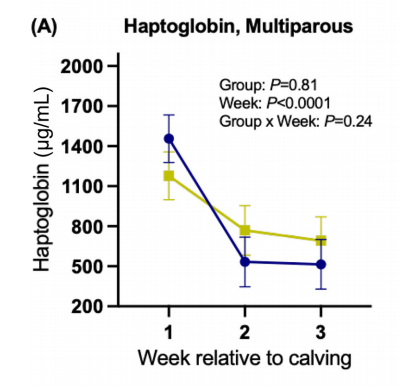 (A) Haptoglobin, Multiparous
Group: P=0.81
Week: P<0.0001
Group x Week: P=0.24
Haptoglobin (μg/mL)
2000
1700
1400
1100
800
500
200
1 2 3
Week relative to calving